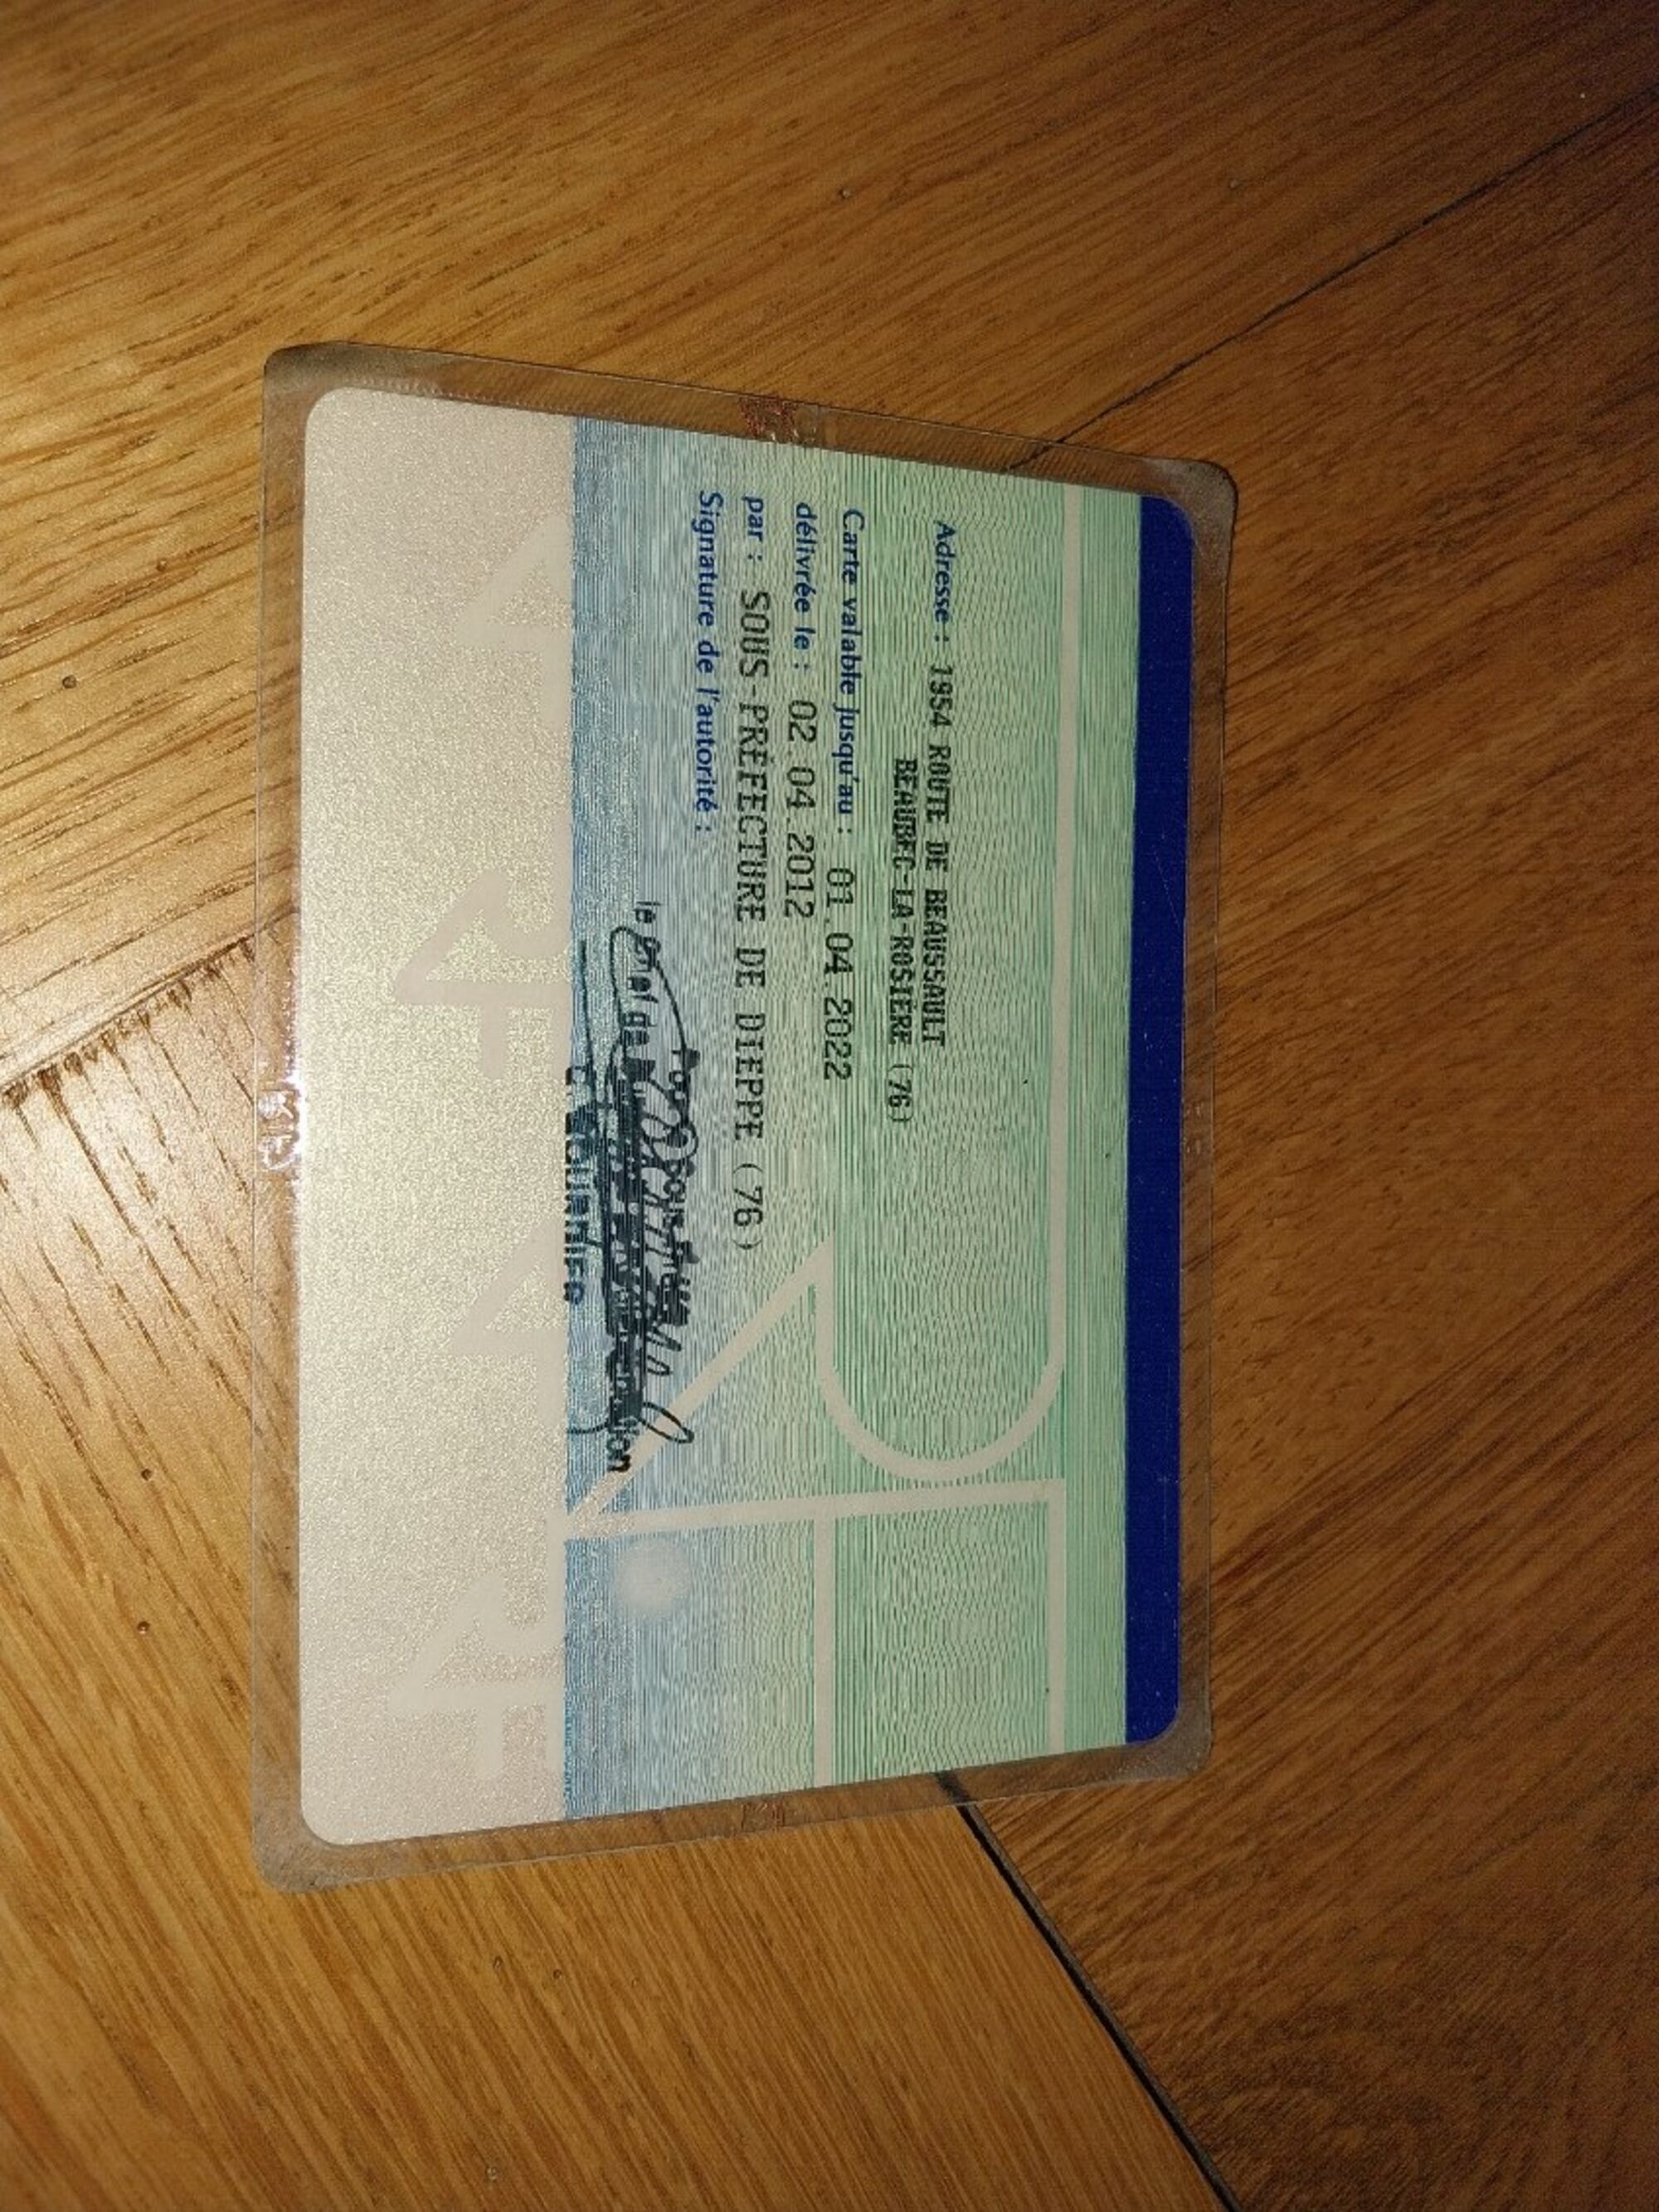 Adresse : 1954 ROUTE DE BEAUSSAULT
BEAUBEC-LA-ROSIÈRE (76)
Carte valable jusqu'au : 01.04.2022
délivrée le : 02.04.2012
par : SOUS-PRÉFECTURE DE DIEPPE (76)
Signature de l'autorité :